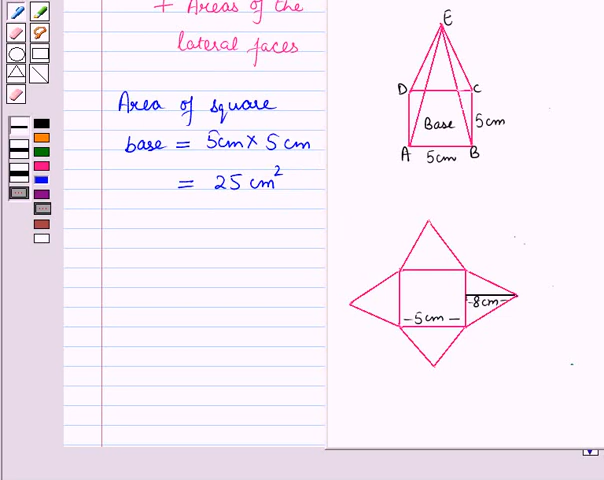 + Areas of the
lateral faces
Area of square
base = 5cm × 5 cm
= 25 cm²
E
D
C
Base
5cm
A
5cm
B
-8cm-
-5cm-